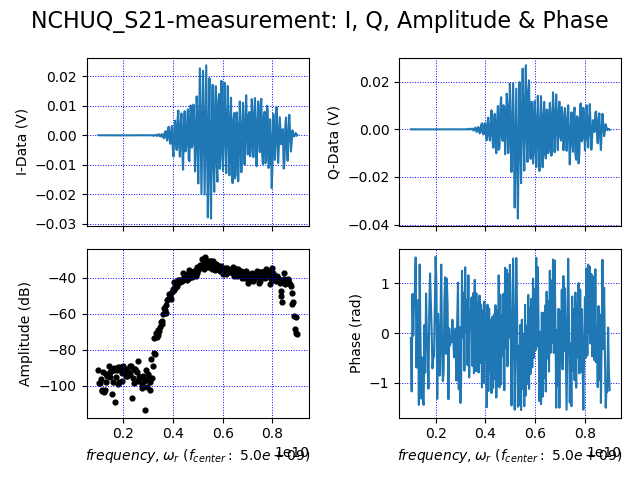 NCHUQ_S21-measurement: I, Q, Amplitude & Phase
I-Data (V)
0.02
0.01
0.00
−0.01
−0.02
−0.03
Q-Data (V)
0.02
0.00
−0.02
−0.04
Amplitude (dB)
−40
−60
−80
−100
0.2 0.4 0.6 0.8
1e10
frequency, ωr (fcenter: 5.0e+09)
Phase (rad)
1
0
−1
0.2 0.4 0.6 0.8
1e10
frequency, ωr (fcenter: 5.0e+09)